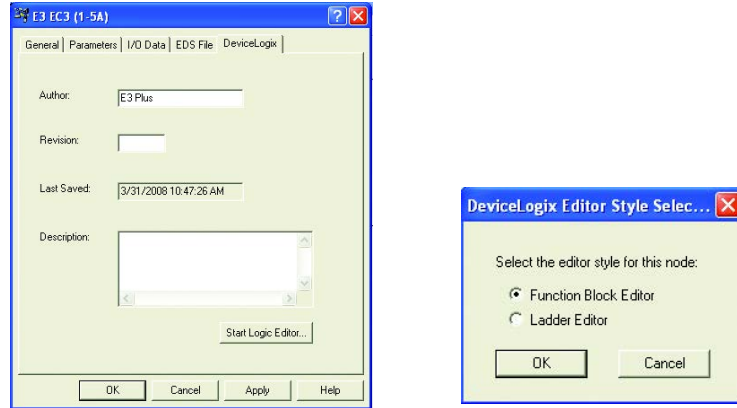 E3 EC3 (1-5A)
General Parameters I/O Data EDS File DeviceLogix
Author: E3 Plus
Revision:
Last Saved: 3/31/2008 10:47:26 AM
Description:
Start Logic Editor...
OK Cancel Apply Help
DeviceLogix Editor Style Selec...
Select the editor style for this node:
Function Block Editor
Ladder Editor
OK Cancel